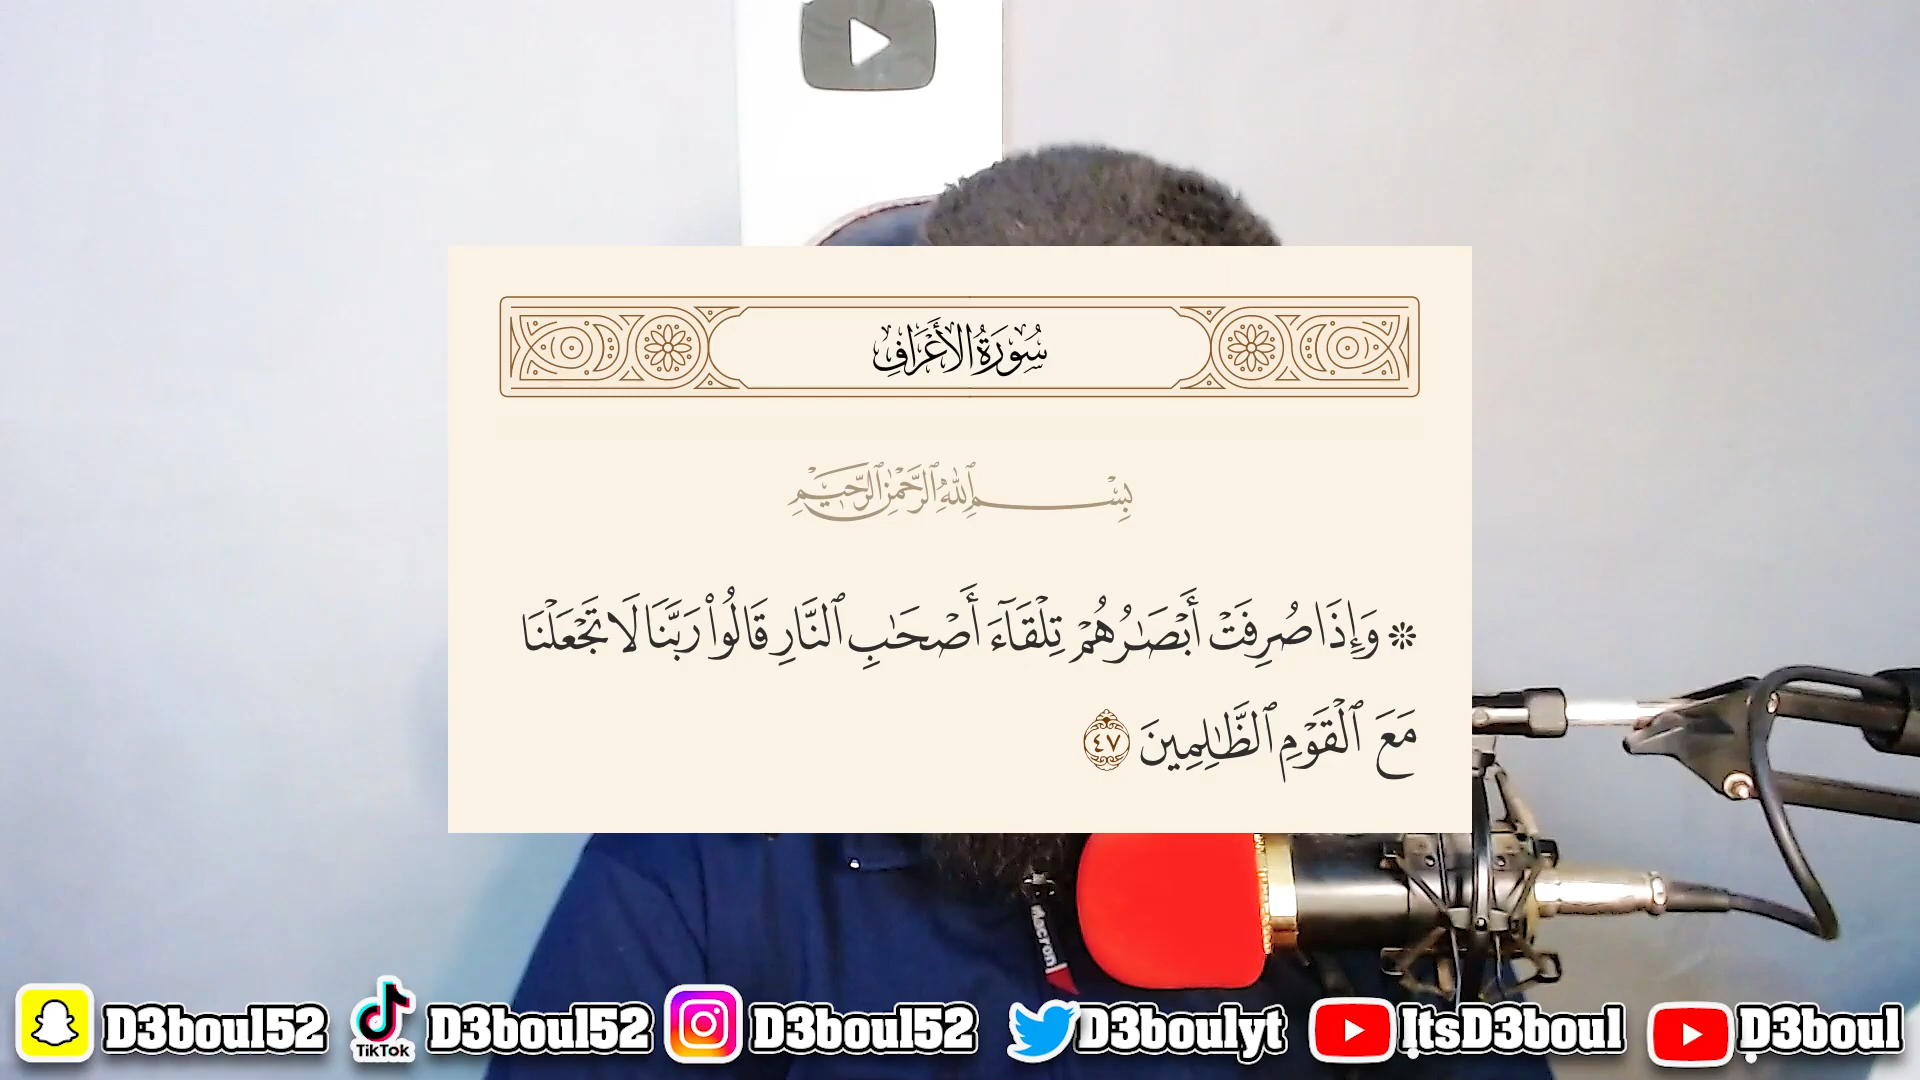 سُورَةُ الأَعۡرَافِ
بِسۡمِ ٱللَّهِ ٱلرَّحۡمَٰنِ ٱلرَّحِيمِ
۞ وَإِذَا صُرِفَتۡ أَبۡصَٰرُهُمۡ تِلۡقَآءَ أَصۡحَٰبِ ٱلنَّارِ قَالُواْ رَبَّنَا لَا تَجۡعَلۡنَا
مَعَ ٱلۡقَوۡمِ ٱلظَّٰلِمِينَ ٤٧
Macron
D3boul52 TikTok D3boul52 D3boul52 D3boulyt ItsD3boul D3boul